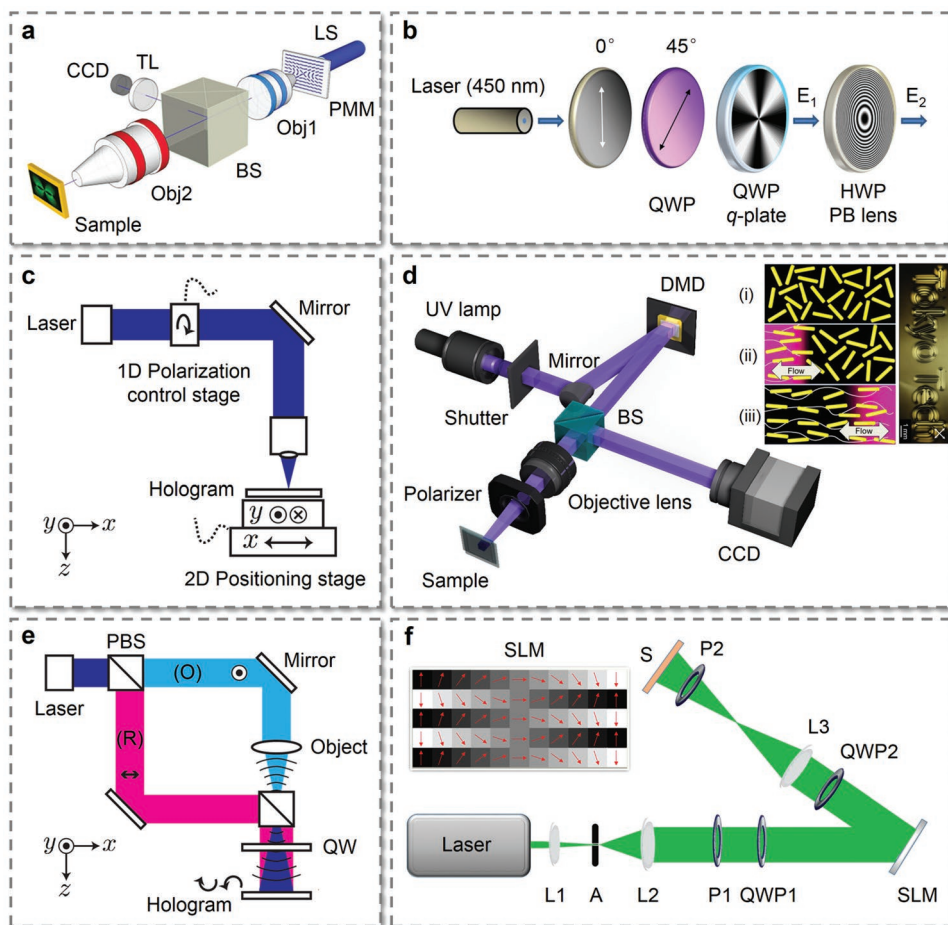 a
LS
CCD
TL
PMM
Obj1
BS
Obj2
Sample
b
0°
45°
Laser (450 nm)
E1
E2
QWP
QWP
q-plate
HWP
PB lens
c
Laser
Mirror
1D Polarization
control stage
Hologram
y
x
y
x
z
2D Positioning stage
d
DMD
UV lamp
Mirror
Shutter
BS
Polarizer
Objective lens
CCD
Sample
(i)
(ii)
Flow
(iii)
Flow
1 mm
e
PBS
(O)
Mirror
Laser
(R)
Object
y
x
z
QW
Hologram
f
SLM
S
P2
L3
QWP2
Laser
L1
A
L2
P1
QWP1
SLM